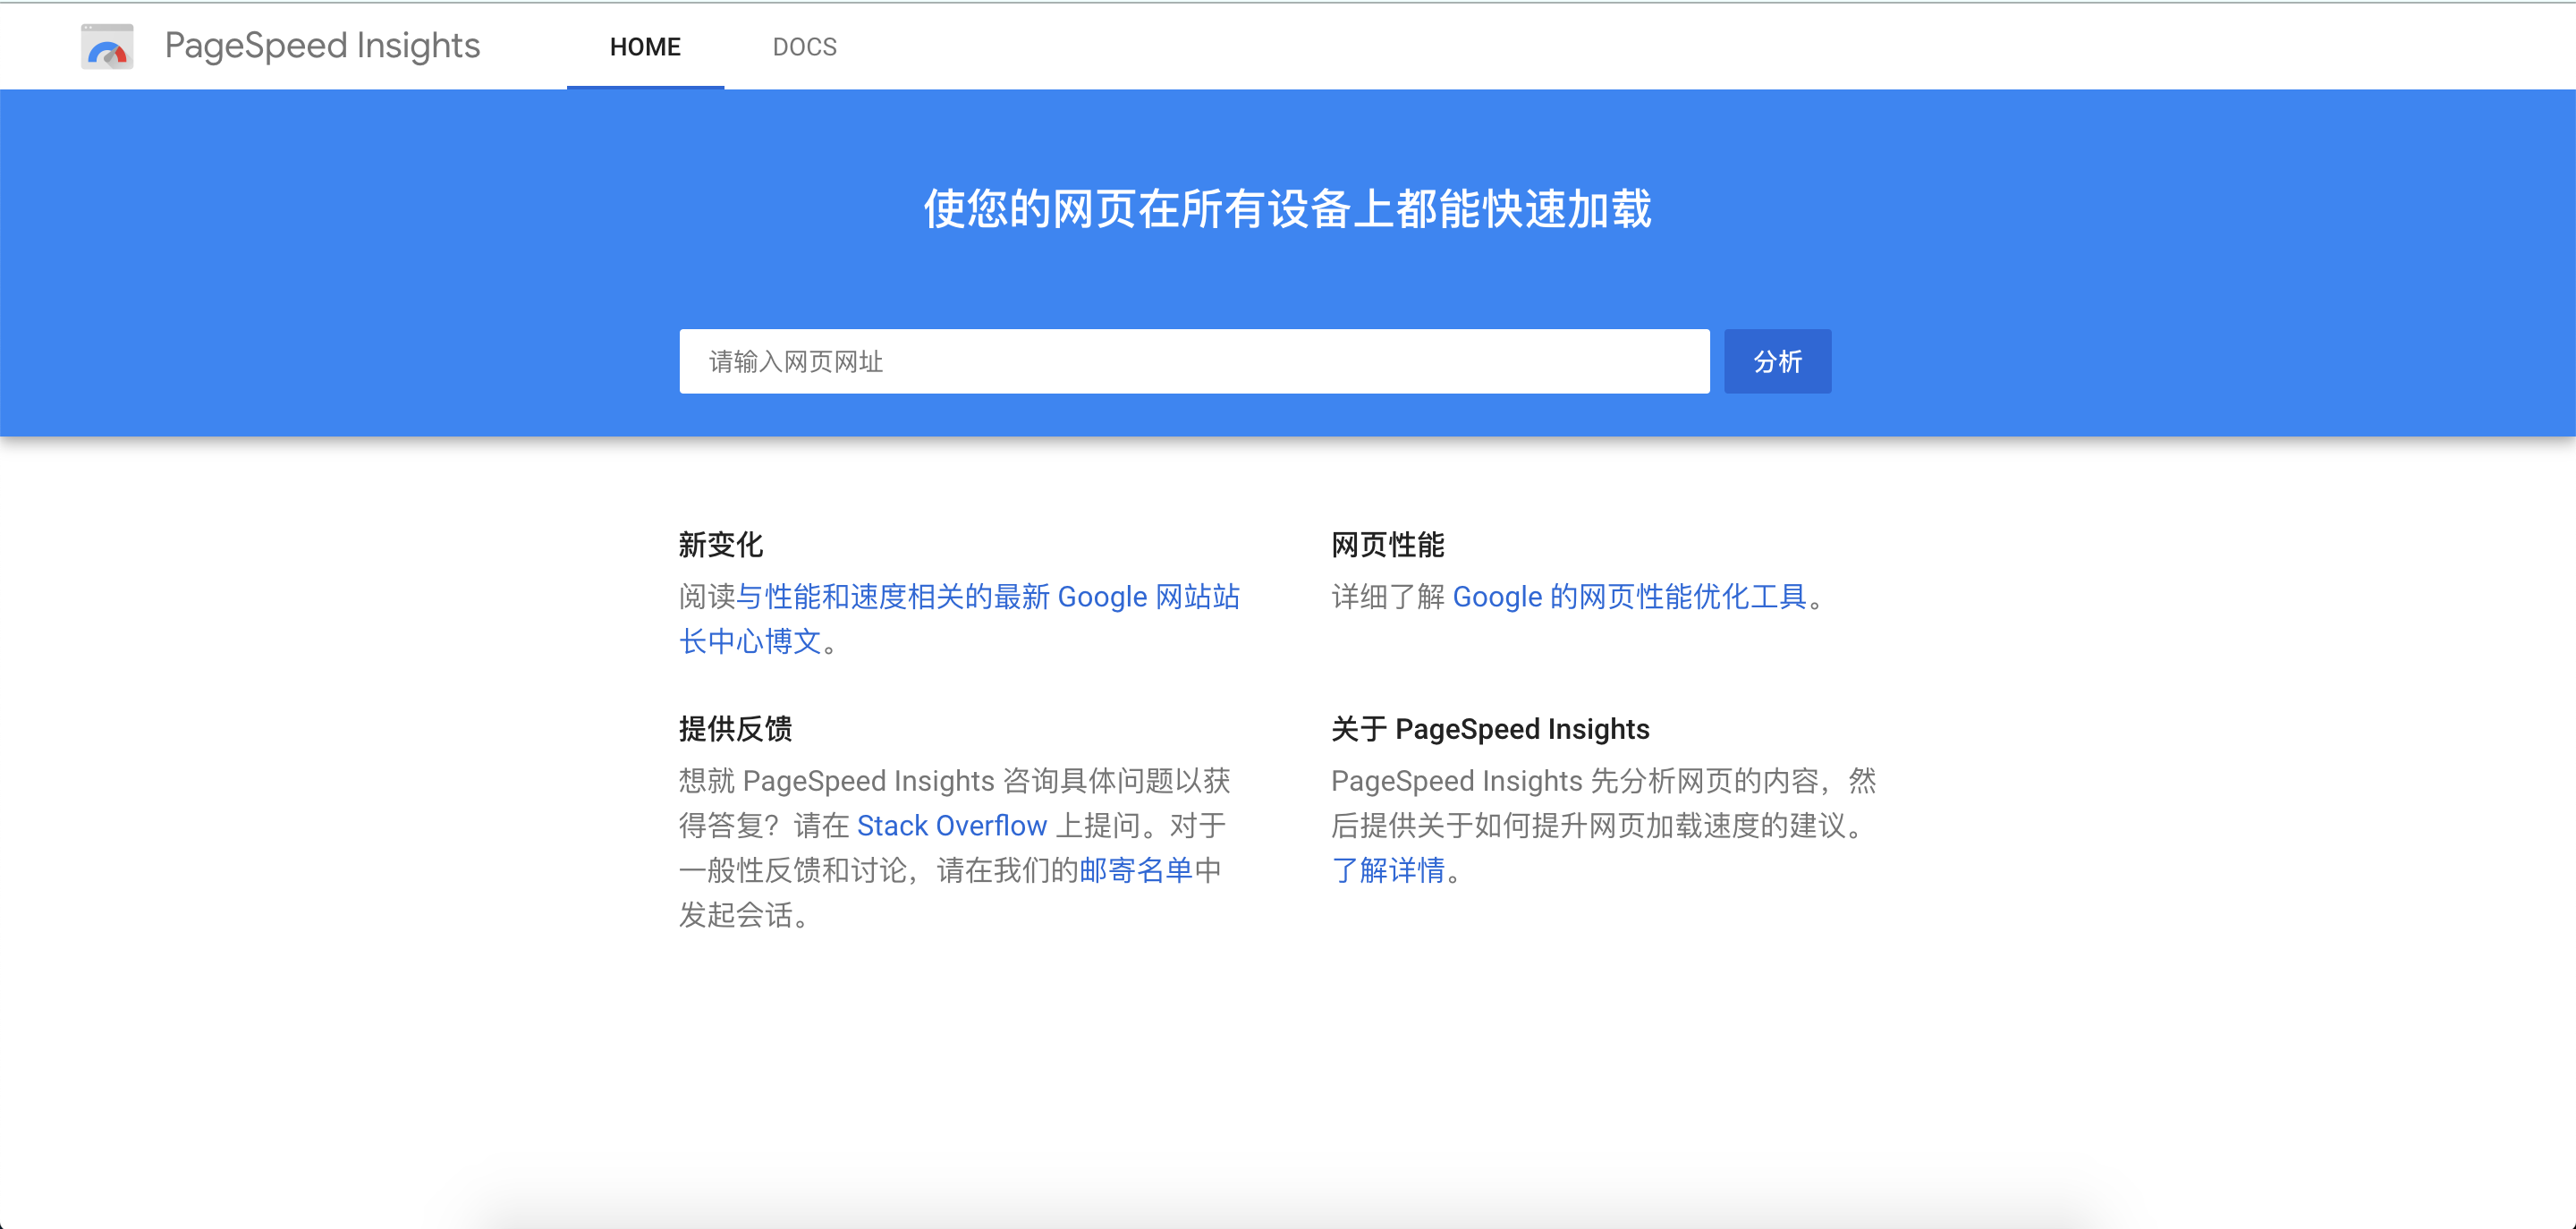 PageSpeed Insights
HOME
DOCS
使您的网页在所有设备上都能快速加载
请输入网页网址
分析
新变化
阅读与性能和速度相关的最新 Google 网站站
长中心博文。
网页性能
详细了解 Google 的网页性能优化工具。
提供反馈
想就 PageSpeed Insights 咨询具体问题以获
得答复？请在 Stack Overflow 上提问。对于
一般性反馈和讨论，请在我们的邮寄名单中
发起会话。
关于 PageSpeed Insights
PageSpeed Insights 先分析网页的内容，然
后提供关于如何提升网页加载速度的建议。
了解详情。